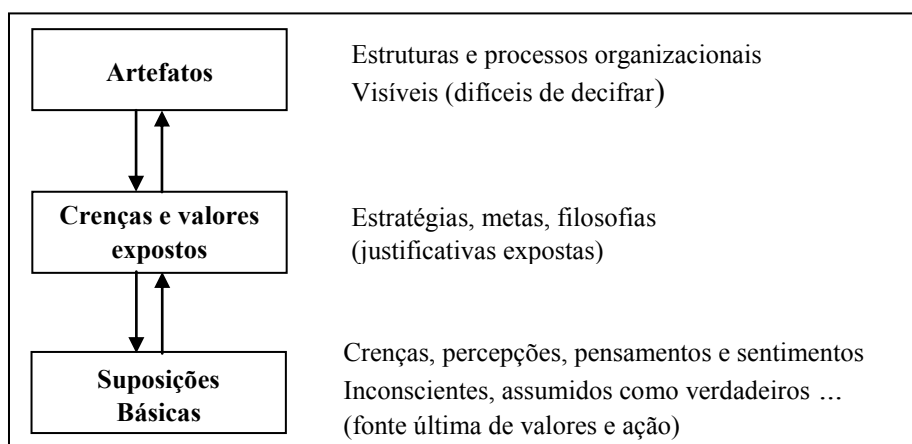 Artefatos
Estruturas e processos organizacionais
Visíveis (difíceis de decifrar)
Crenças e valores
expostos
Estratégias, metas, filosofias
(justificativas expostas)
Suposições
Básicas
Crenças, percepções, pensamentos e sentimentos
Inconscientes, assumidos como verdadeiros ...
(fonte última de valores e ação)